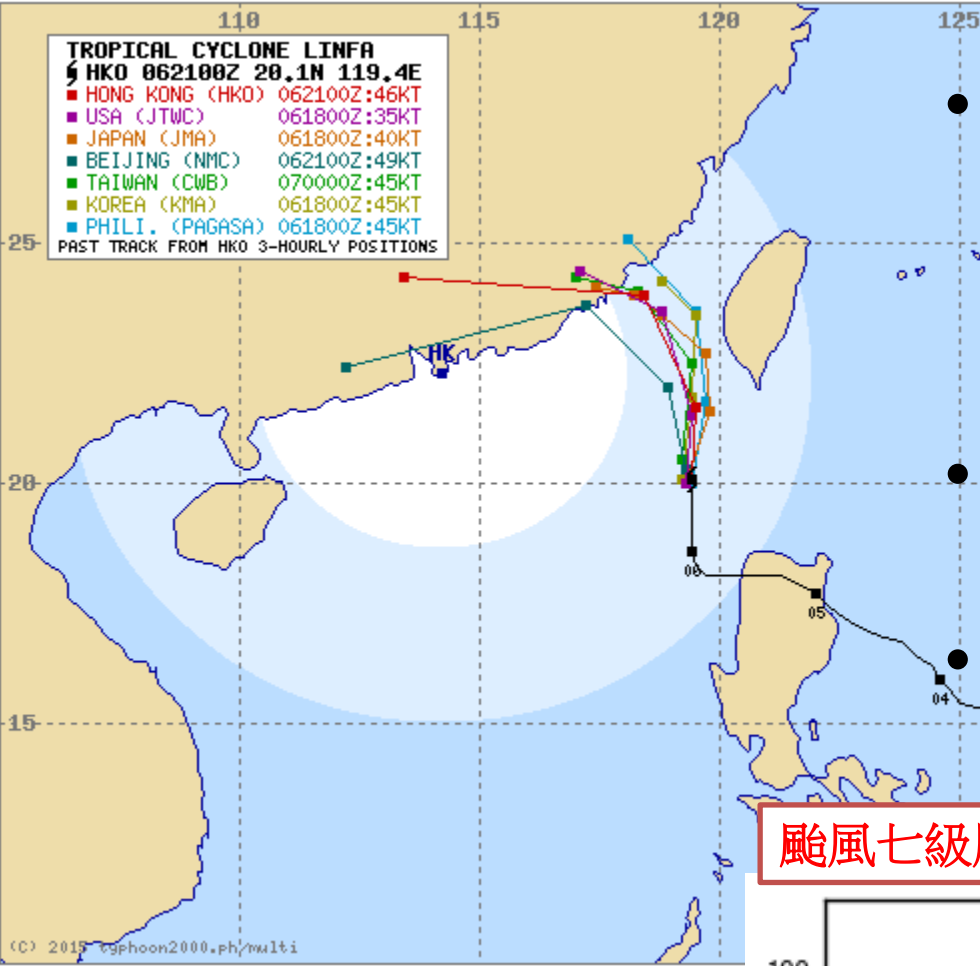 110 115 120 125
TROPICAL CYCLONE LINFA
HKO 062100Z 20.1N 119.4E
HONG KONG (HKO) 062100Z:46KT
USA (JTWC) 061800Z:35KT
JAPAN (JMA) 061800Z:40KT
BEIJING (NMC) 062100Z:49KT
TAIWAN (CWB) 070000Z:45KT
KOREA (KMA) 061800Z:45KT
PHILI. (PAGASA) 061800Z:45KT
PAST TRACK FROM HKO 3-HOURLY POSITIONS
25
HK
20
06
05
04
15
颱風七級
(C) 2015 typhoon2000.ph/multi